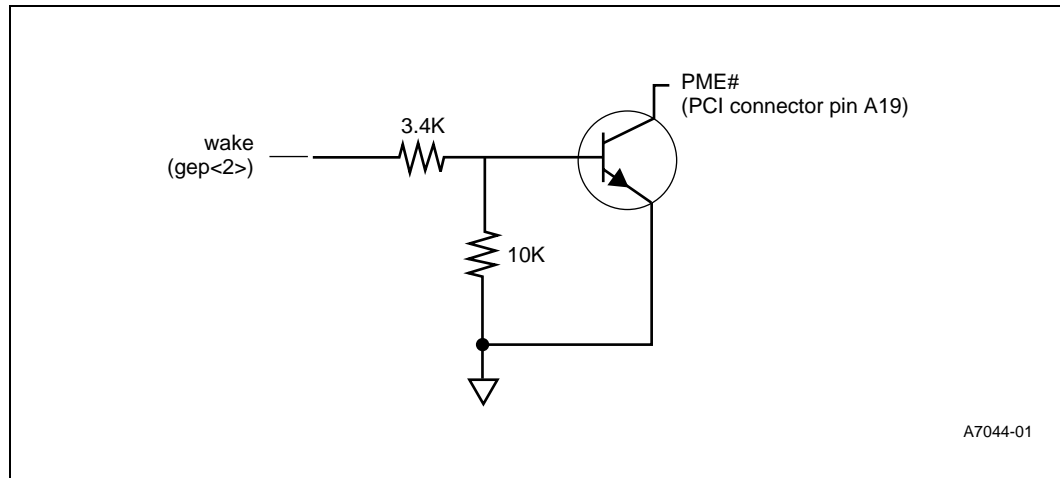 PME#
(PCI connector pin A19)
3.4K
wake
(gep<2>)
10K
A7044-01